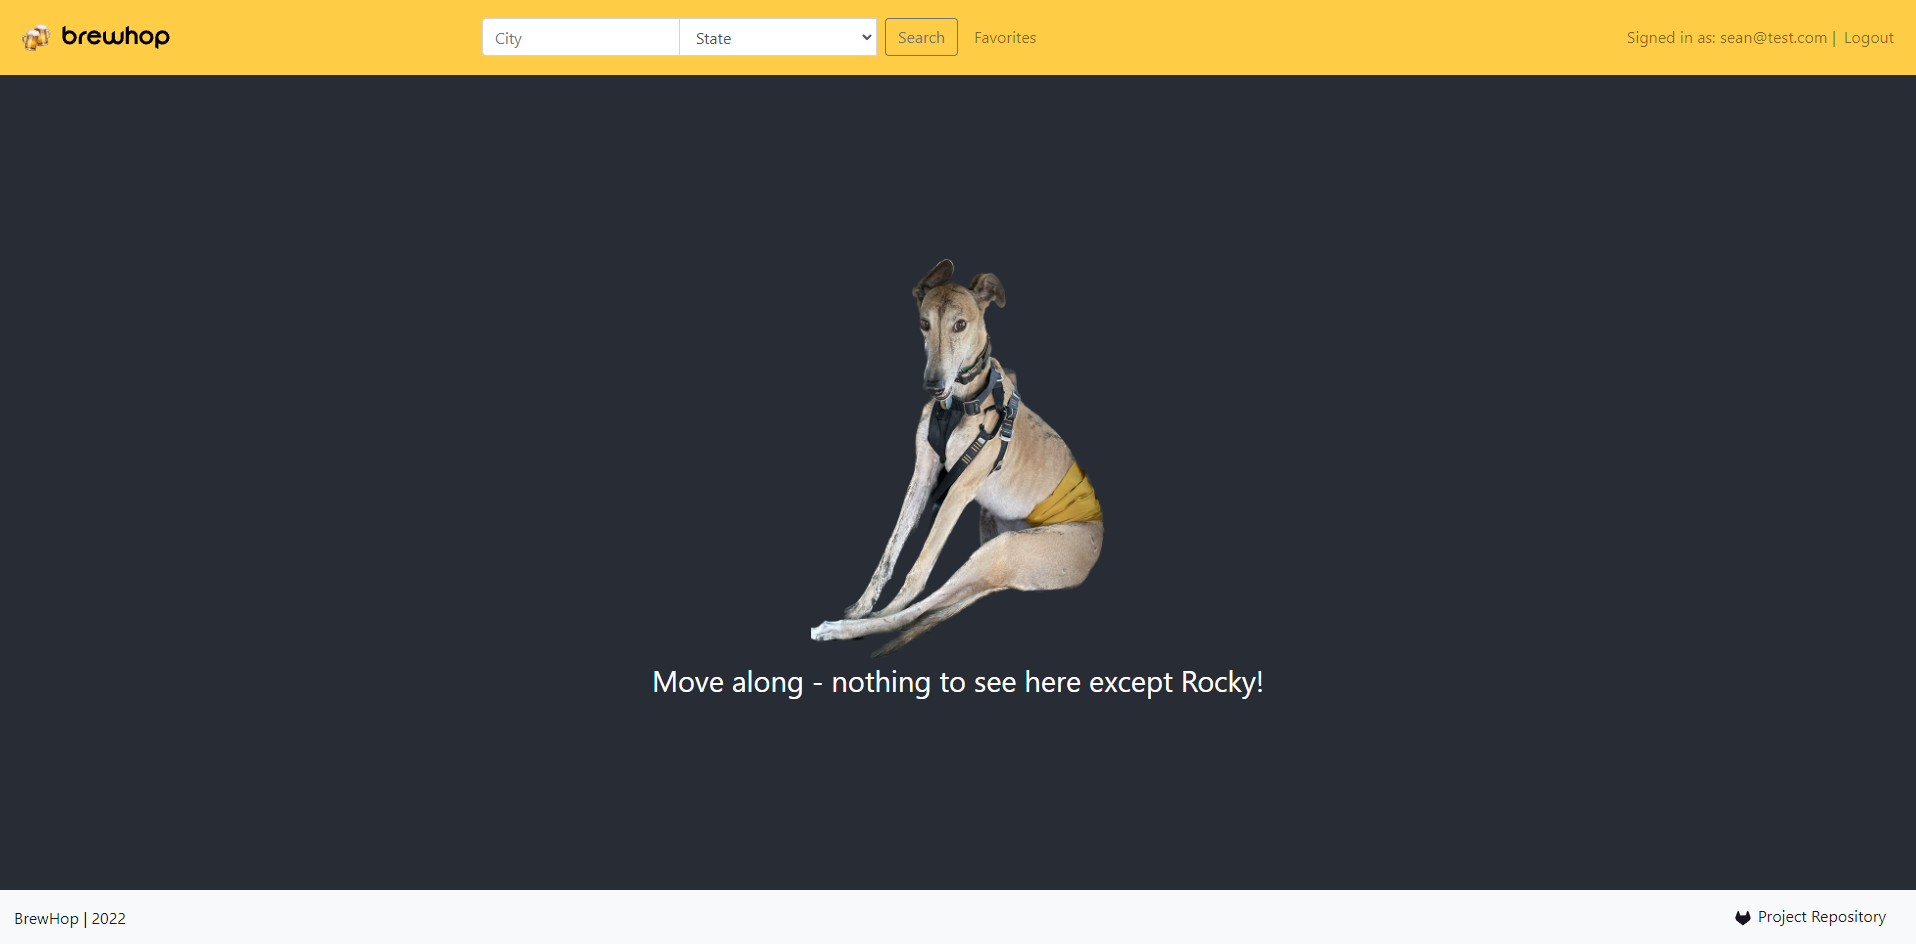 brewhop
City
State
Search
Favorites
Signed in as: sean@test.com | Logout
Move along - nothing to see here except Rocky!
BrewHop | 2022
Project Repository